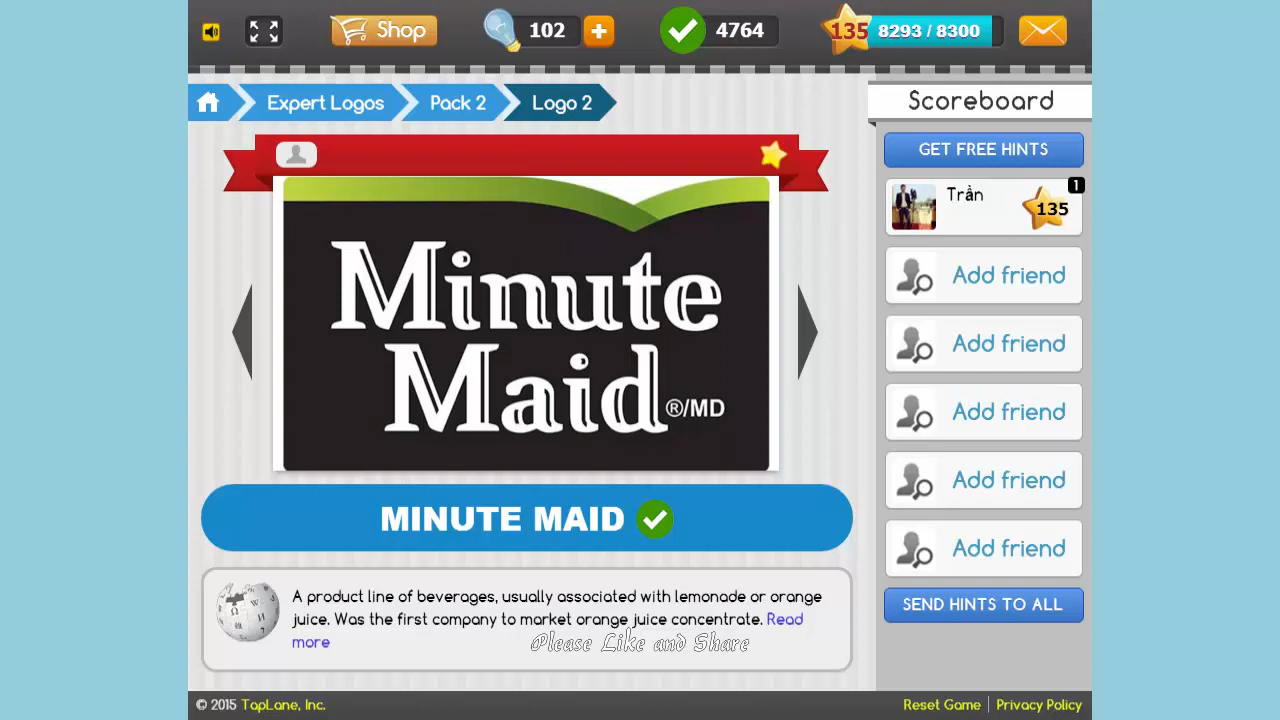 Shop
102
4764
135
8293 / 8300
Expert Logos
Pack 2
Logo 2
Scoreboard
GET FREE HINTS
Trần
135
1
Minute
Maid ®/MD
Add friend
Add friend
Add friend
Add friend
Add friend
SEND HINTS TO ALL
MINUTE MAID
A product line of beverages, usually associated with lemonade or orange
juice. Was the first company to market orange juice concentrate. Read
more
Please Like and Share
© 2015 TapLane, Inc.
Reset Game | Privacy Policy